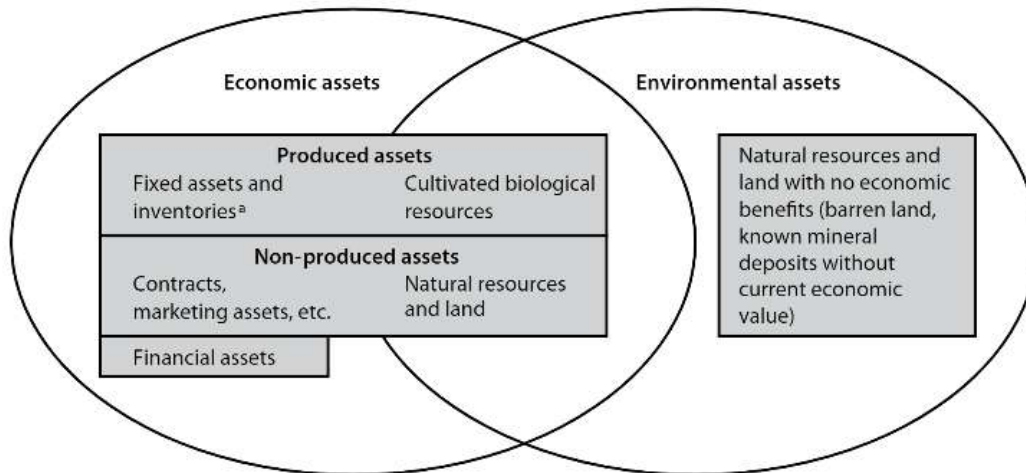 Economic assets
Environmental assets
Produced assets
Fixed assets and
inventoriesª
Cultivated biological
resources
Non-produced assets
Contracts,
marketing assets, etc.
Natural resources
and land
Financial assets
Natural resources and
land with no economic
benefits (barren land,
known mineral
deposits without
current economic
value)